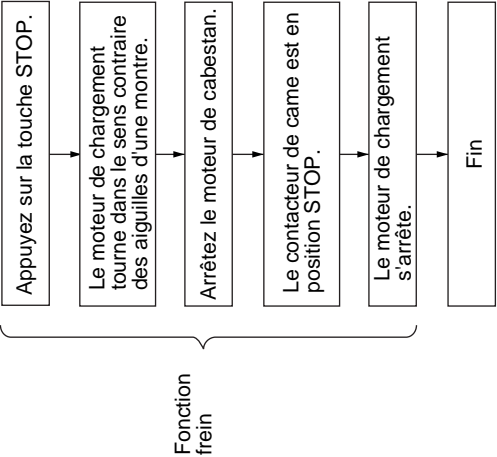 Appuyez sur la touche STOP.
Le moteur de chargement
tourne dans le sens contraire
des aiguilles d'une montre.
Arrêtez le moteur de cabestan.
Le contacteur de came est en
position STOP.
Le moteur de chargement
s'arrête.
Fin
Fonction
frein